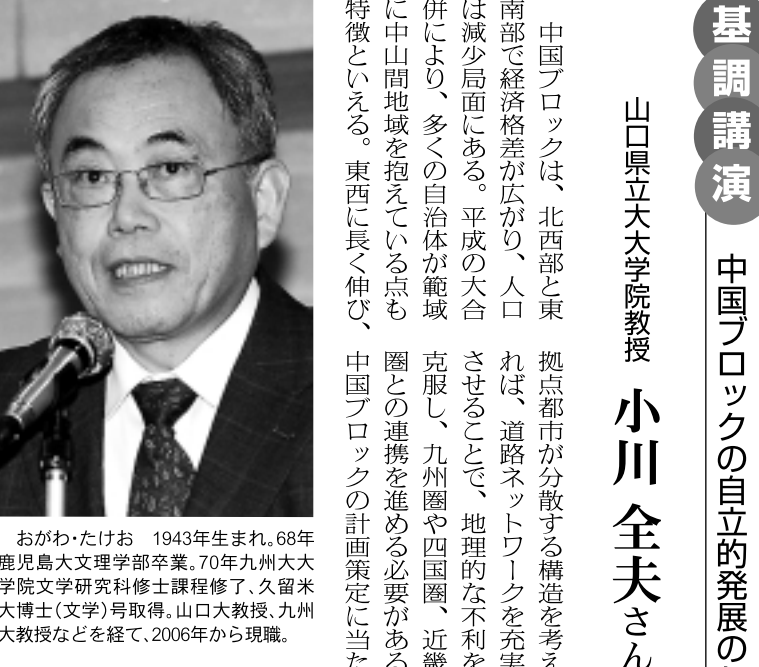 基調講演
中国ブロックの自立的発展の
山口県立大大学院教授 小川 全夫さん
中国ブロックは、北西部と東
南部で経済格差が広がり、人口
は減少局面にある。平成の大合
併により、多くの自治体が範域
に中山間地域を抱えている点も
特徴といえる。東西に長く伸び、
拠点都市が分散する構造を考え
れば、道路ネットワークを充実
させることで、地理的な不利を
克服し、九州圏や四国圏、近畿
圏との連携を進める必要がある
中国ブロックの計画策定に当た
おがわ・たけお 1943年生まれ。68年
鹿児島大文理学部卒業。70年九州大大
学院文学研究科修士課程修了、久留米
大博士(文学)号取得。山口大教授、九州
大教授などを経て、2006年から現職。